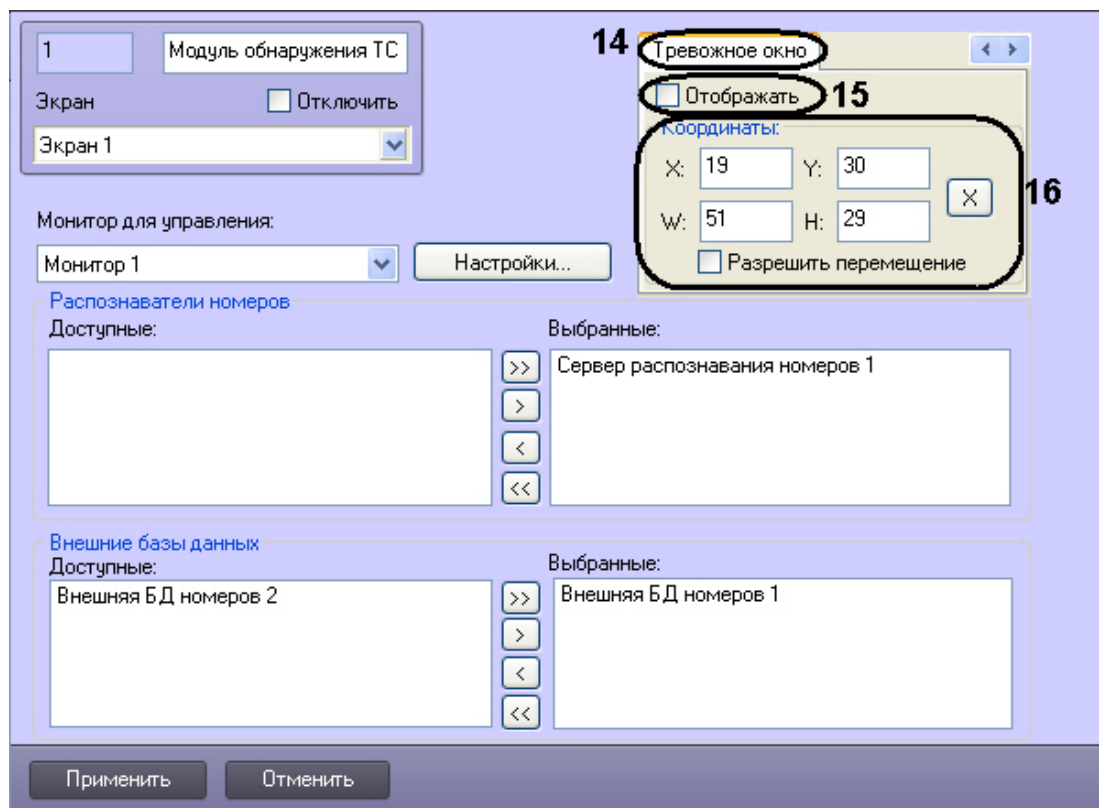 1
Модуль обнаружения ТС
Экран
Отключить
Экран 1
14
Тревожное окно
Отображать
15
Координаты:
X: 19 Y: 30
X
16
W: 51 H: 29
Разрешить перемещение
Монитор для управления:
Монитор 1
Настройки...
Распознаватели номеров
Доступные:
Выбранные:
>>
>
<
<<
Сервер распознавания номеров 1
Внешние базы данных
Доступные:
Выбранные:
Внешняя БД номеров 2
>>
>
<
<<
Внешняя БД номеров 1
Применить
Отменить